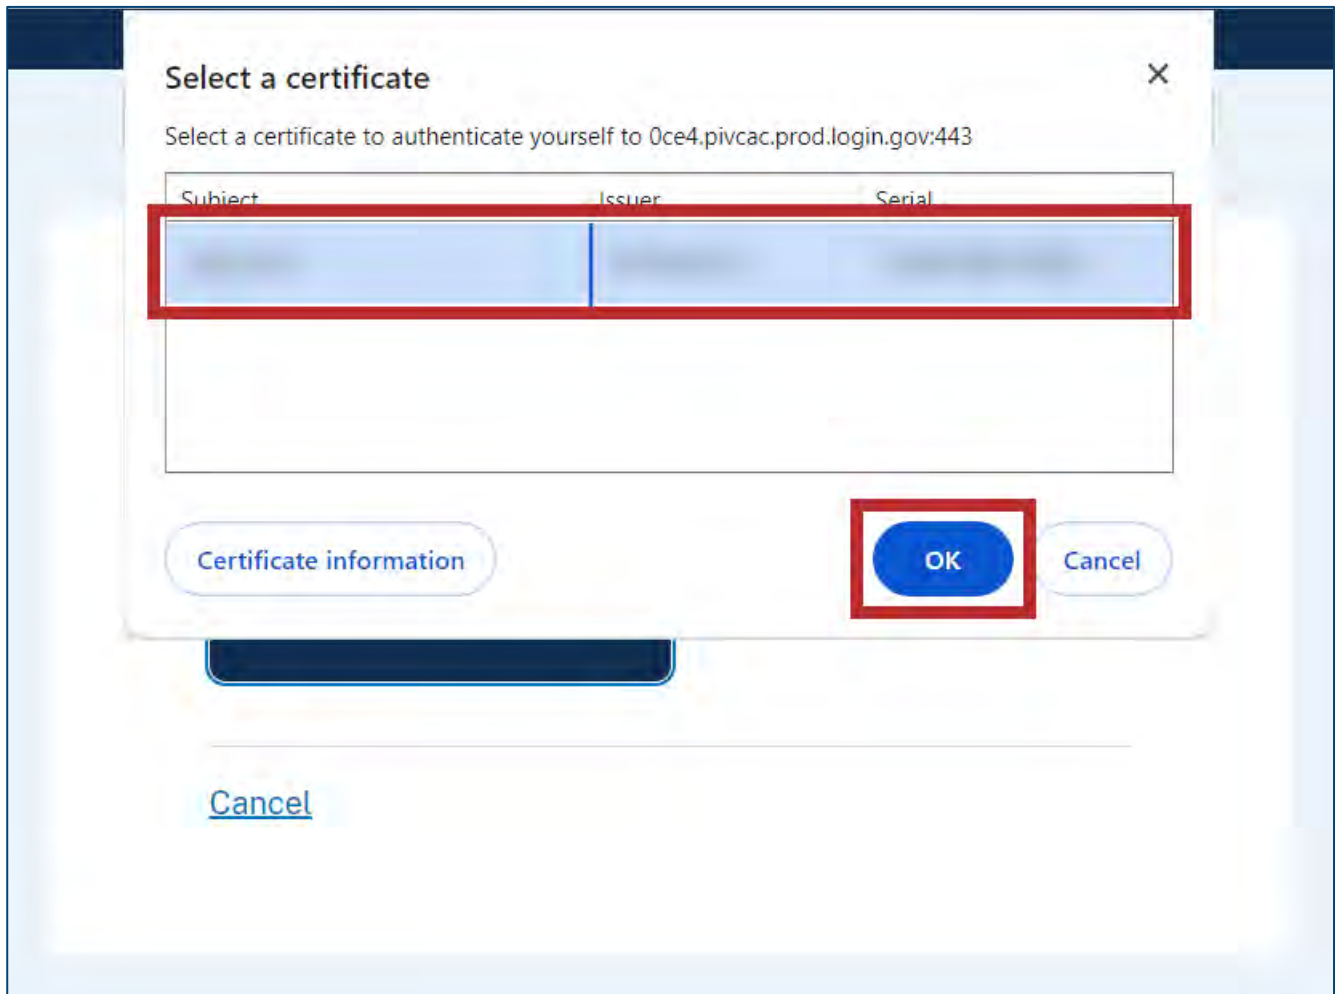 Select a certificate
Select a certificate to authenticate yourself to 0ce4.pivcac.prod.login.gov:443
Subject Issuer Serial
Certificate information OK Cancel
Cancel